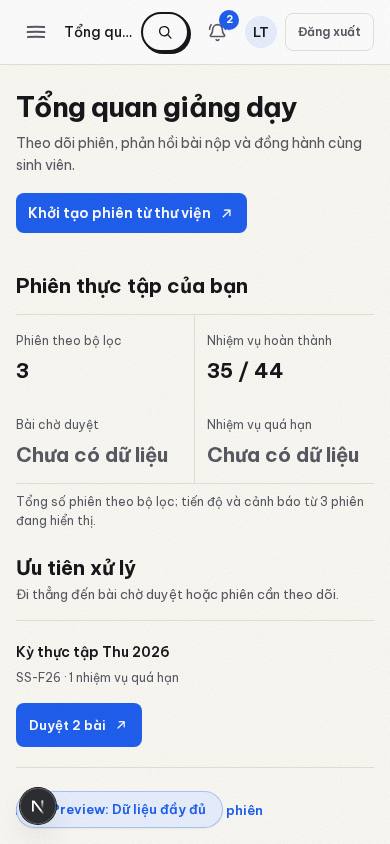 Tổng qu...
2
LT
Đăng xuất
Tổng quan giảng dạy
Theo dõi phiên, phản hồi bài nộp và đồng hành cùng
sinh viên.
Khởi tạo phiên từ thư viện
Phiên thực tập của bạn
Phiên theo bộ lọc
3
Nhiệm vụ hoàn thành
35 / 44
Bài chờ duyệt
Chưa có dữ liệu
Nhiệm vụ quá hạn
Chưa có dữ liệu
Tổng số phiên theo bộ lọc; tiến độ và cảnh báo từ 3 phiên
đang hiển thị.
Ưu tiên xử lý
Đi thẳng đến bài chờ duyệt hoặc phiên cần theo dõi.
Kỳ thực tập Thu 2026
SS-F26 · 1 nhiệm vụ quá hạn
Duyệt 2 bài
N
Preview: Dữ liệu đầy đủ
phiên